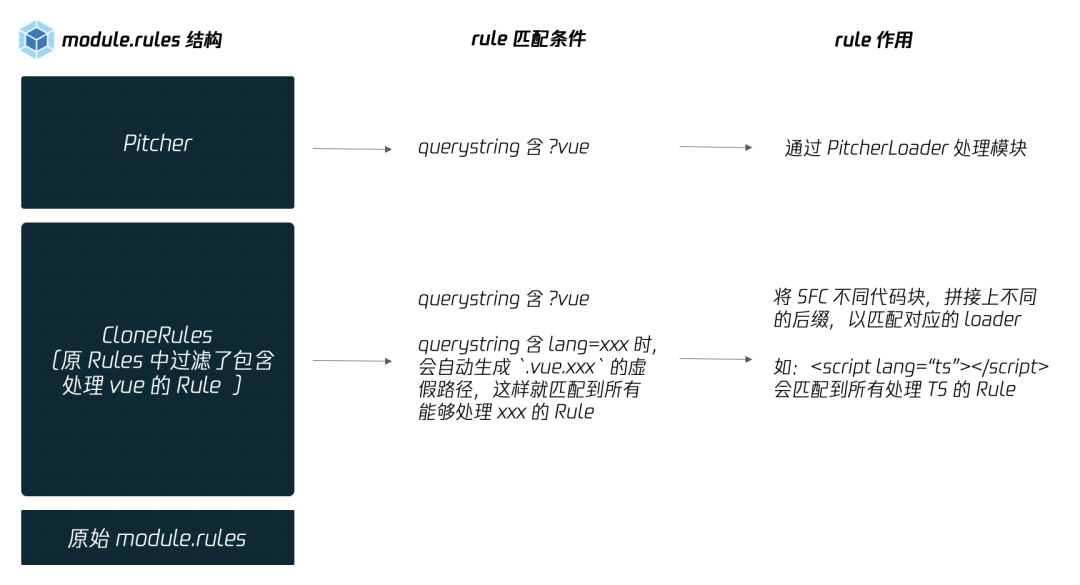 module.rules 结构
rule 匹配条件
rule 作用
Pitcher
querystring 含 ?vue
通过 PitcherLoader 处理模块
CloneRules
(原 Rules 中过滤了包含
处理 vue 的 Rule )
querystring 含 ?vue
querystring 含 lang=xxx 时,
会自动生成 `.vue.xxx` 的虚
假路径，这样就匹配到所有
能够处理 xxx 的 Rule
将 SFC 不同代码块，拼接上不同
的后缀，以匹配对应的 loader
如：<script lang=“ts”></script>
会匹配到所有处理 TS 的 Rule
原始 module.rules